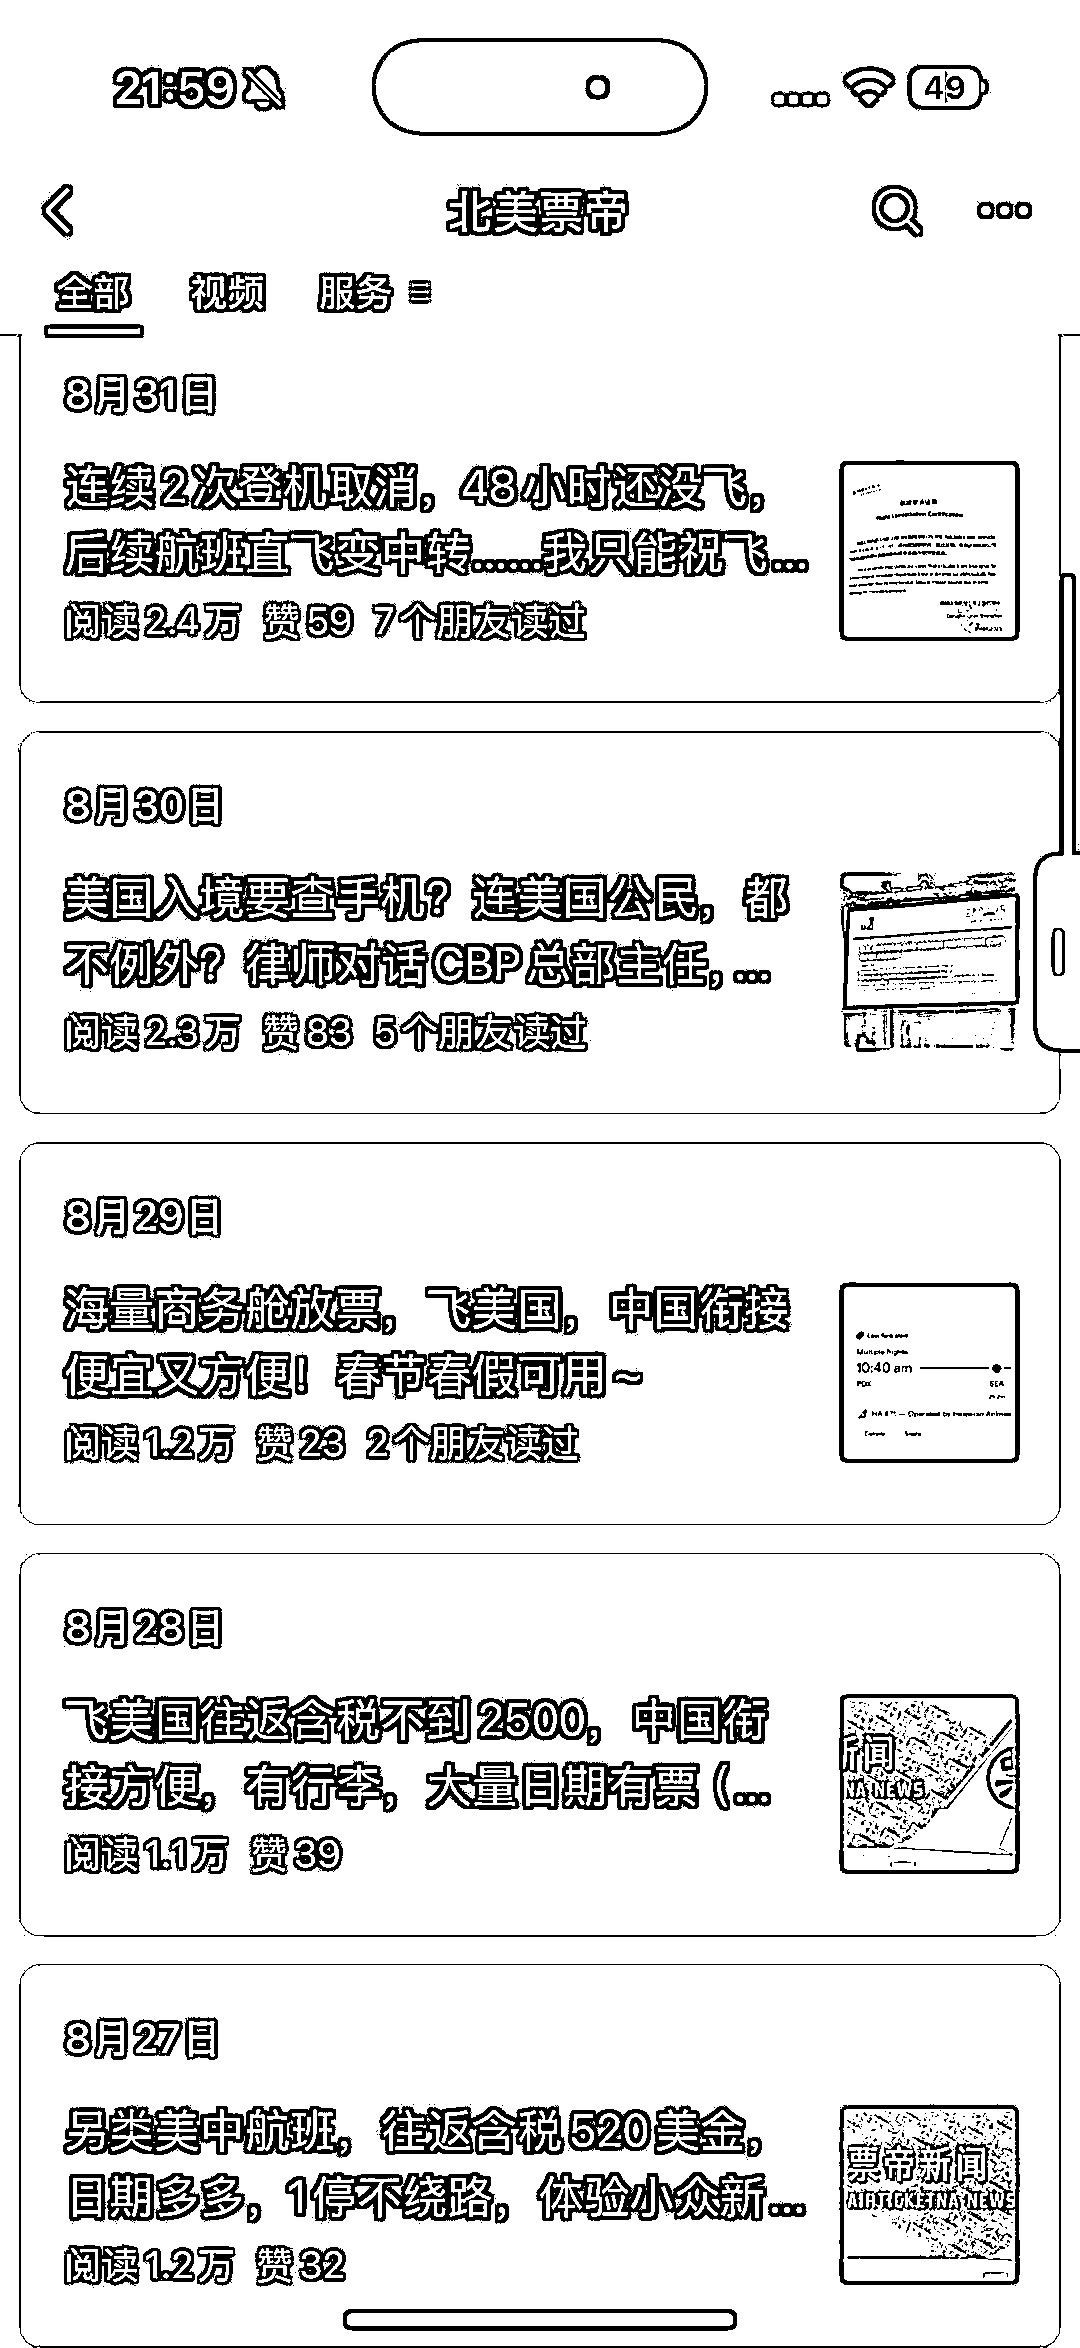 21:59
49
北美票帝
全部 视频 服务
8月31日
连续2次登机取消，48小时还没飞，
后续航班直飞变中转……我只能祝飞...
阅读2.4万 赞59 7个朋友读过
8月30日
美国入境要查手机？连美国公民，都
不例外？律师对话CBP总部主任，...
阅读2.3万 赞83 5个朋友读过
8月29日
海量商务舱放票，飞美国，中国衔接
便宜又方便！春节春假可用～
阅读1.2万 赞23 2个朋友读过
Multiple flights
10:40 am
PDX SEA
8月28日
飞美国往返含税不到2500，中国衔
接方便，有行李，大量日期有票（...
阅读1.1万 赞39
新闻
NA NEWS
8月27日
另类美中航班，往返含税520美金，
日期多多，1停不绕路，体验小众新...
阅读1.2万 赞32
票帝新闻
AIRTICKETNA NEWS